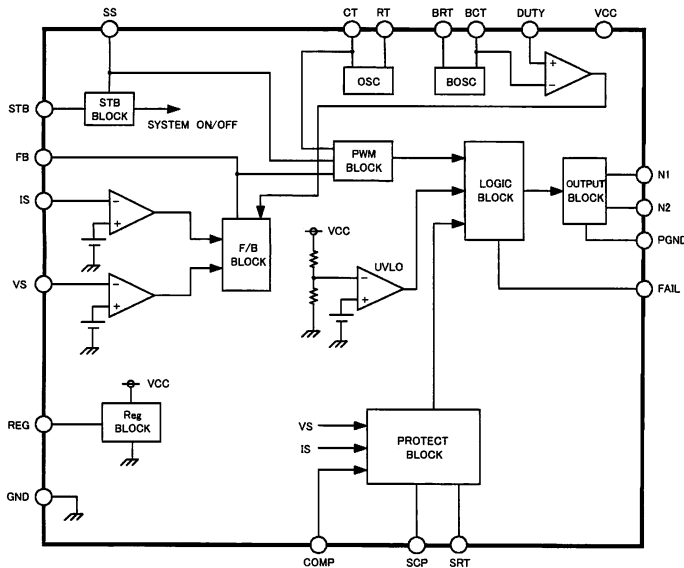 SS
CT
RT
BRT
BCT
DUTY
VCC
OSC
BOSC
+
−
STB
STB
BLOCK
SYSTEM ON/OFF
FB
PWM
BLOCK
LOGIC
BLOCK
OUTPUT
BLOCK
N1
N2
PGND
FAIL
IS
−
+
F/B
BLOCK
VCC
UVLO
−
+
VS
−
+
VCC
REG
Reg
BLOCK
VS
IS
PROTECT
BLOCK
GND
COMP
SCP
SRT